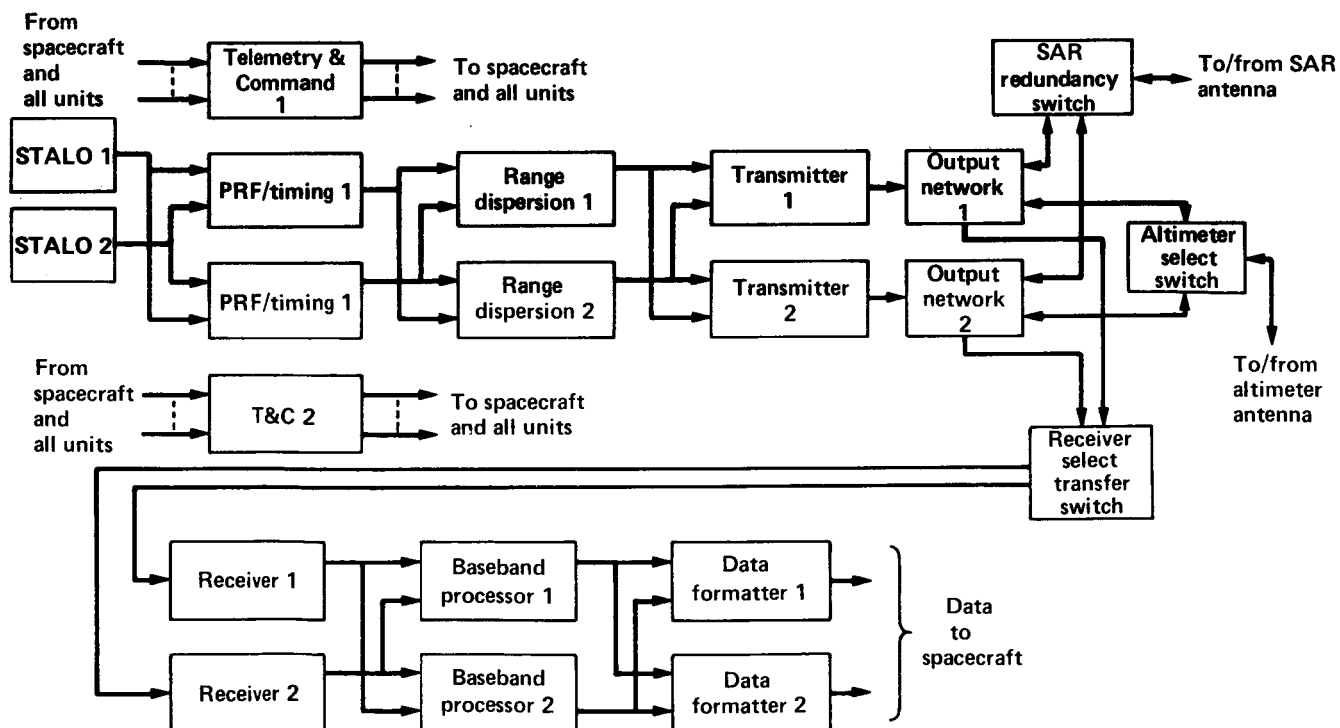 From
spacecraft
and
all units
Telemetry &
Command
1
To spacecraft
and all units
SAR
redundancy
switch
To/from SAR
antenna
STALO 1
STALO 2
PRF/timing 1
Range
dispersion 1
Transmitter
1
Output
network
1
Altimeter
select
switch
PRF/timing 1
Range
dispersion 2
Transmitter
2
Output
network
2
To/from
altimeter
antenna
From
spacecraft
and
all units
T&C 2
To spacecraft
and all units
Receiver
select
transfer
switch
Receiver 1
Baseband
processor 1
Data
formatter 1
Data
to
spacecraft
Receiver 2
Baseband
processor 2
Data
formatter 2